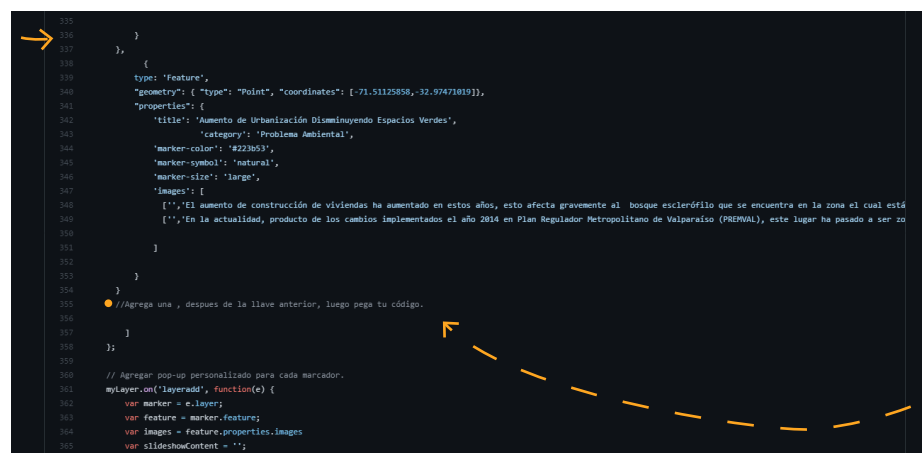 335
336 }
337 },
338 {
339 type: 'Feature',
340 "geometry": { "type": "Point", "coordinates": [-71.51125858,-32.97471019]},
341 "properties": {
342 'title': 'Aumento de Urbanización Dismminuyendo Espacios Verdes',
343 'category': 'Problema Ambiental',
344 'marker-color': '#223b53',
345 'marker-symbol': 'natural',
346 'marker-size': 'large',
347 'images': [
348 ['','El aumento de construcción de viviendas ha aumentado en estos años, esto afecta gravemente al  bosque esclerófilo que se encuentra en la zona el cual está
349 ['','En la actualidad, producto de los cambios implementados el año 2014 en Plan Regulador Metropolitano de Valparaíso (PREMVAL), este lugar ha pasado a ser zo
350
351 ]
352
353 }
354 }
355 //Agrega una , despues de la llave anterior, luego pega tu código.
356
357 ]
358 };
359
360 // Agregar pop-up personalizado para cada marcador.
361 myLayer.on('layeradd', function(e) {
362 var marker = e.layer;
363 var feature = marker.feature;
364 var images = feature.properties.images
365 var slideshowContent = '';